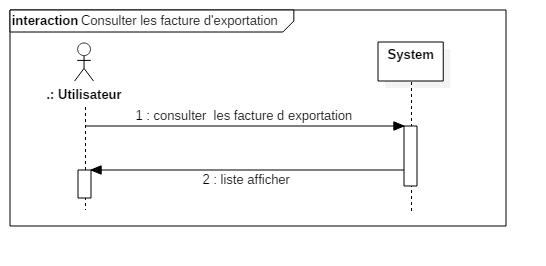 interaction Consulter les facture d'exportation
System
.: Utilisateur
1 : consulter  les facture d exportation
2 : liste afficher